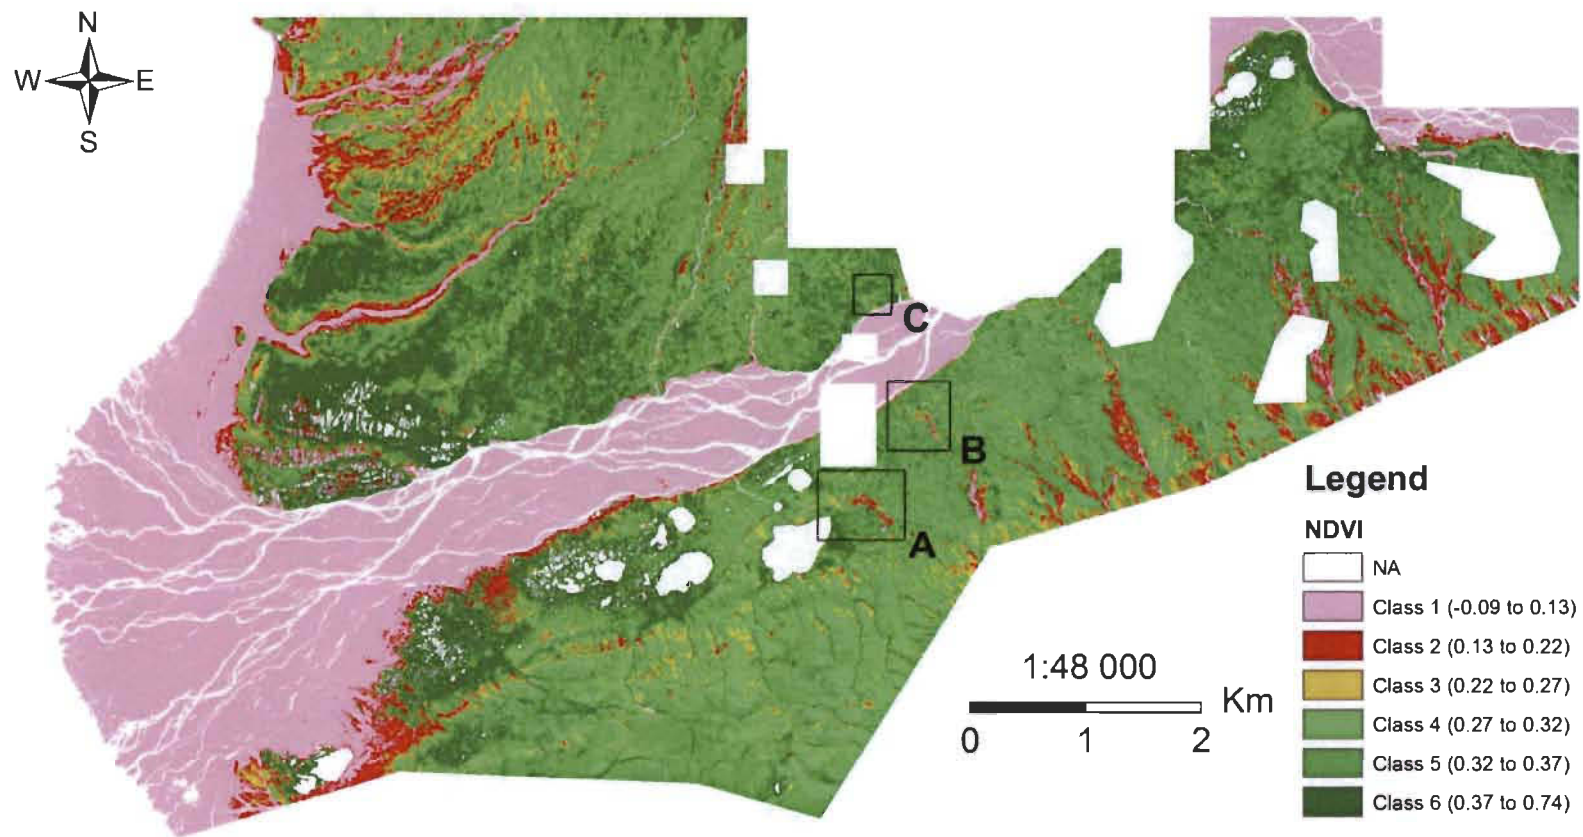 N
W E
S
C
B
A
Legend
NDVI
NA
Class 1 (-0.09 to 0.13)
Class 2 (0.13 to 0.22)
Class 3 (0.22 to 0.27)
Class 4 (0.27 to 0.32)
Class 5 (0.32 to 0.37)
Class 6 (0.37 to 0.74)
1:48 000
Km
0 1 2